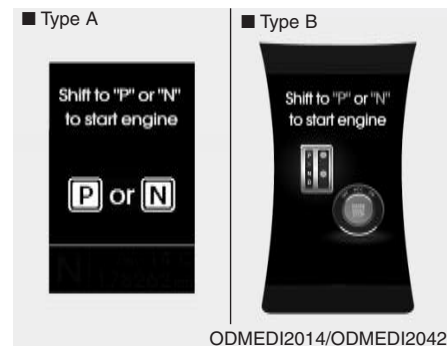 ■ Type A
Shift to "P" or "N"
to start engine
P or N
N
■ Type B
Shift to "P" or "N"
to start engine
P
R
N
D
ODMEDI2014/ODMEDI2042